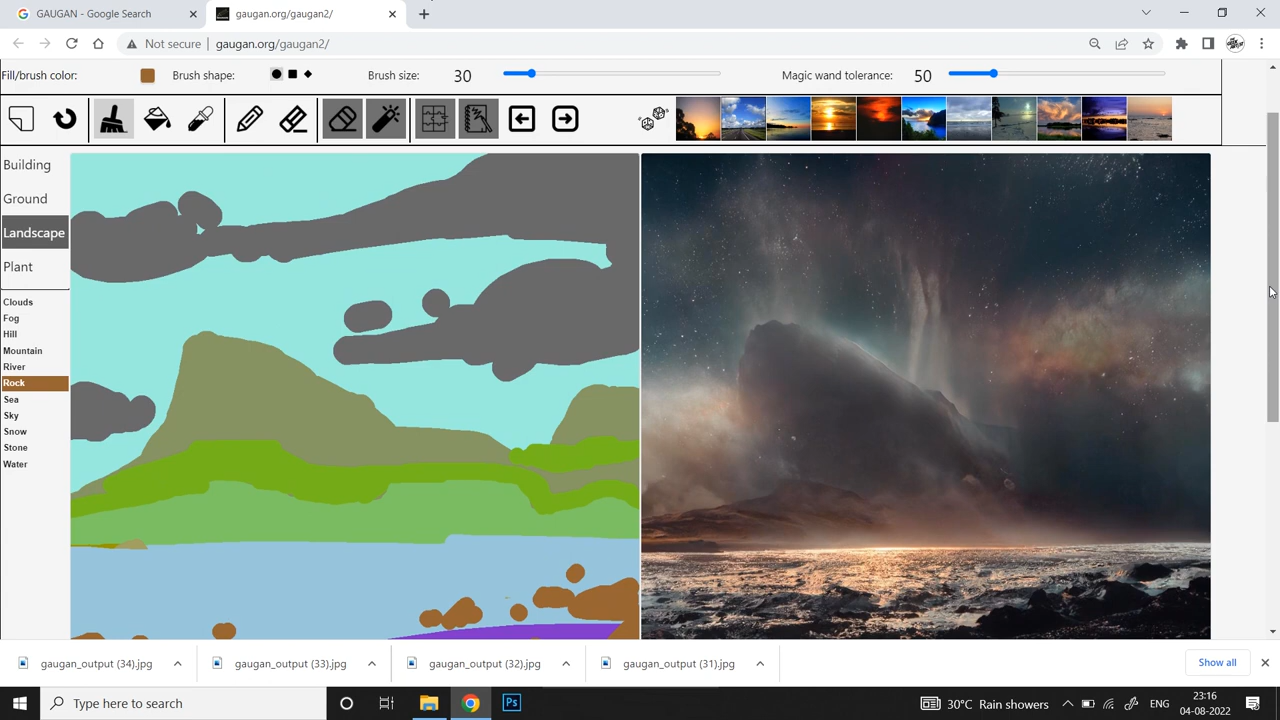 GAUGAN - Google Search
gaugan.org/gaugan2/
Not secure
gaugan.org/gaugan2/
Fill/brush color:
Brush shape:
Brush size:
30
Magic wand tolerance:
50
Building
Ground
Landscape
Plant
Clouds
Fog
Hill
Mountain
River
Rock
Sea
Sky
Snow
Stone
Water
gaugan_output (34).jpg
gaugan_output (33).jpg
gaugan_output (32).jpg
gaugan_output (31).jpg
Show all
Type here to search
Ps
30°C Rain showers
ENG
23:16
04-08-2022